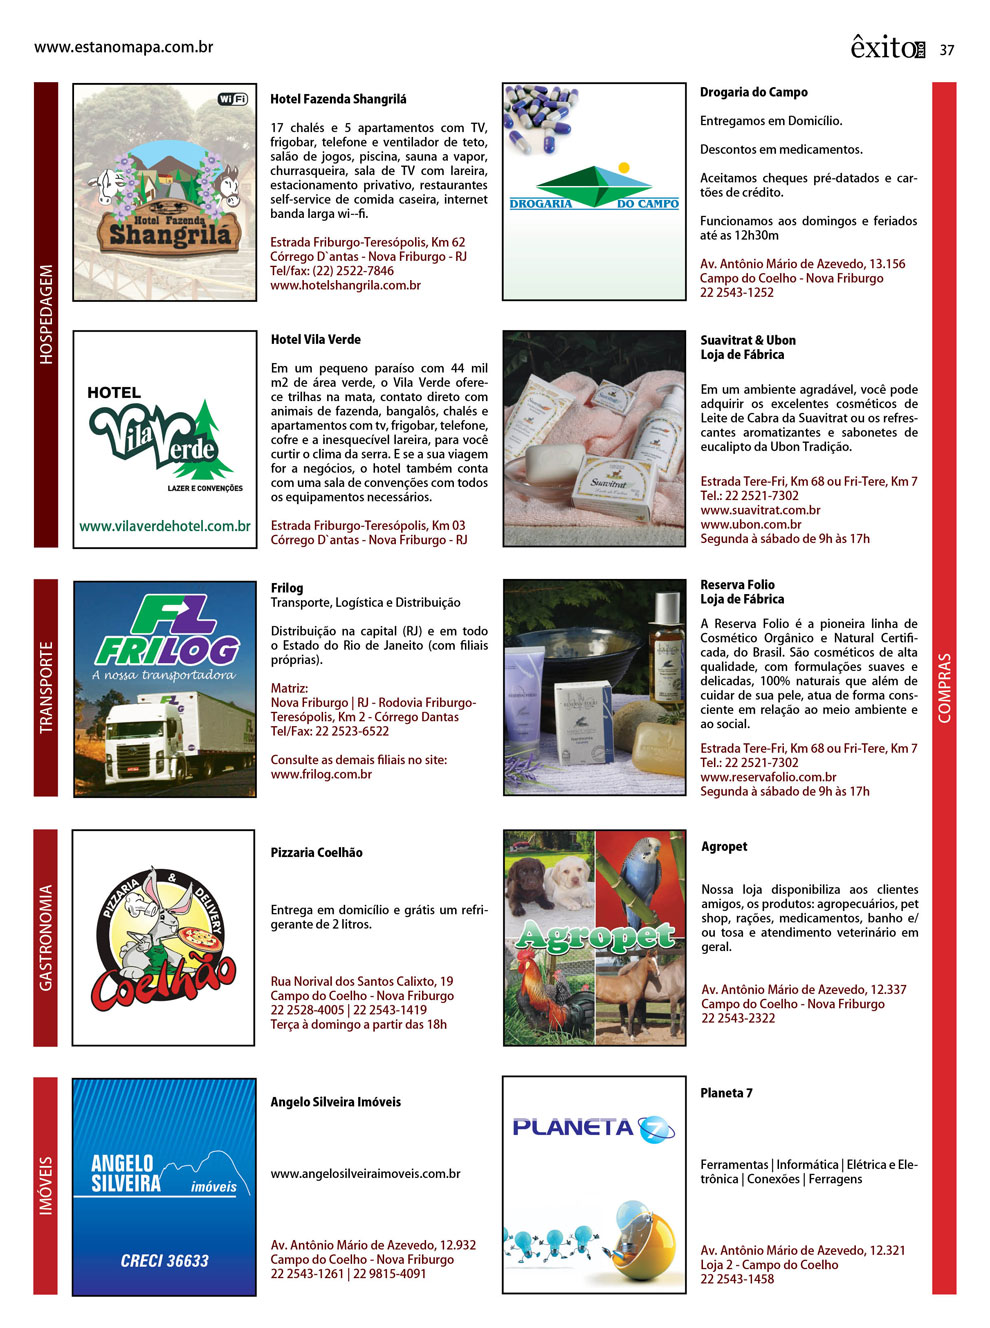 www.estanomapa.com.br
êxito RIO 37
HOSPEDAGEM
WiFi
Hotel Fazenda
Shangrilá
Hotel Fazenda Shangrilá
17 chalés e 5 apartamentos com TV,
frigobar, telefone e ventilador de teto,
salão de jogos, piscina, sauna a vapor,
churrasqueira, sala de TV com lareira,
estacionamento privativo, restaurantes
self-service de comida caseira, internet
banda larga wi--fi.
Estrada Friburgo-Teresópolis, Km 62
Córrego D`antas - Nova Friburgo - RJ
Tel/fax: (22) 2522-7846
www.hotelshangrila.com.br
HOTEL
Vila Verde
LAZER E CONVENÇÕES
www.vilaverdehotel.com.br
Hotel Vila Verde
Em um pequeno paraíso com 44 mil
m2 de área verde, o Vila Verde ofere-
ce trilhas na mata, contato direto com
animais de fazenda, bangalôs, chalés e
apartamentos com tv, frigobar, telefone,
cofre e a inesquecível lareira, para você
curtir o clima da serra. E se a sua viagem
for a negócios, o hotel também conta
com uma sala de convenções com todos
os equipamentos necessários.
Estrada Friburgo-Teresópolis, Km 03
Córrego D`antas - Nova Friburgo - RJ
TRANSPORTE
FL
FRILOG
A nossa transportadora
Frilog
Transporte, Logística e Distribuição
Distribuição na capital (RJ) e em todo
o Estado do Rio de Janeito (com filiais
próprias).
Matriz:
Nova Friburgo | RJ - Rodovia Friburgo-
Teresópolis, Km 2 - Córrego Dantas
Tel/Fax: 22 2523-6522
Consulte as demais filiais no site:
www.frilog.com.br
GASTRONOMIA
PIZZARIA & DELIVERY
Coelhão
Pizzaria Coelhão
Entrega em domicílio e grátis um refri-
gerante de 2 litros.
Rua Norival dos Santos Calixto, 19
Campo do Coelho - Nova Friburgo
22 2528-4005 | 22 2543-1419
Terça à domingo a partir das 18h
IMÓVEIS
ANGELO
SILVEIRA
imóveis
CRECI 36633
Angelo Silveira Imóveis
www.angelosilveiraimoveis.com.br
Av. Antônio Mário de Azevedo, 12.932
Campo do Coelho - Nova Friburgo
22 2543-1261 | 22 9815-4091
COMPRAS
DROGARIA DO CAMPO
Drogaria do Campo
Entregamos em Domicílio.
Descontos em medicamentos.
Aceitamos cheques pré-datados e car-
tões de crédito.
Funcionamos aos domingos e feriados
até as 12h30m
Av. Antônio Mário de Azevedo, 13.156
Campo do Coelho - Nova Friburgo
22 2543-1252
Suavitrat
Suavitrat & Ubon
Loja de Fábrica
Em um ambiente agradável, você pode
adquirir os excelentes cosméticos de
Leite de Cabra da Suavitrat ou os refres-
cantes aromatizantes e sabonetes de
eucalipto da Ubon Tradição.
Estrada Tere-Fri, Km 68 ou Fri-Tere, Km 7
Tel.: 22 2521-7302
www.suavitrat.com.br
www.ubon.com.br
Segunda à sábado de 9h às 17h
Reserva Folio
Loja de Fábrica
A Reserva Folio é a pioneira linha de
Cosmético Orgânico e Natural Certifi-
cada, do Brasil. São cosméticos de alta
qualidade, com formulações suaves e
delicadas, 100% naturais que além de
cuidar de sua pele, atua de forma cons-
ciente em relação ao meio ambiente e
ao social.
Estrada Tere-Fri, Km 68 ou Fri-Tere, Km 7
Tel.: 22 2521-7302
www.reservafolio.com.br
Segunda à sábado de 9h às 17h
Agropet
Agropet
Nossa loja disponibiliza aos clientes
amigos, os produtos: agropecuários, pet
shop, rações, medicamentos, banho e/
ou tosa e atendimento veterinário em
geral.
Av. Antônio Mário de Azevedo, 12.337
Campo do Coelho - Nova Friburgo
22 2543-2322
PLANETA 7
Planeta 7
Ferramentas | Informática | Elétrica e Ele-
trônica | Conexões | Ferragens
Av. Antônio Mário de Azevedo, 12.321
Loja 2 - Campo do Coelho
22 2543-1458